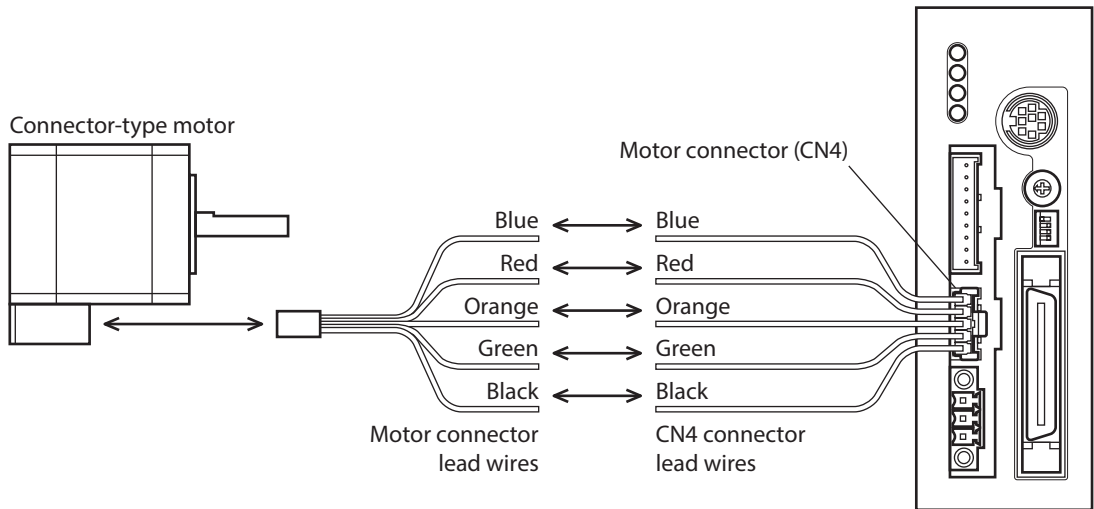 Connector-type motor
Motor connector (CN4)
Blue Blue
Red Red
Orange Orange
Green Green
Black Black
Motor connector
lead wires
CN4 connector
lead wires